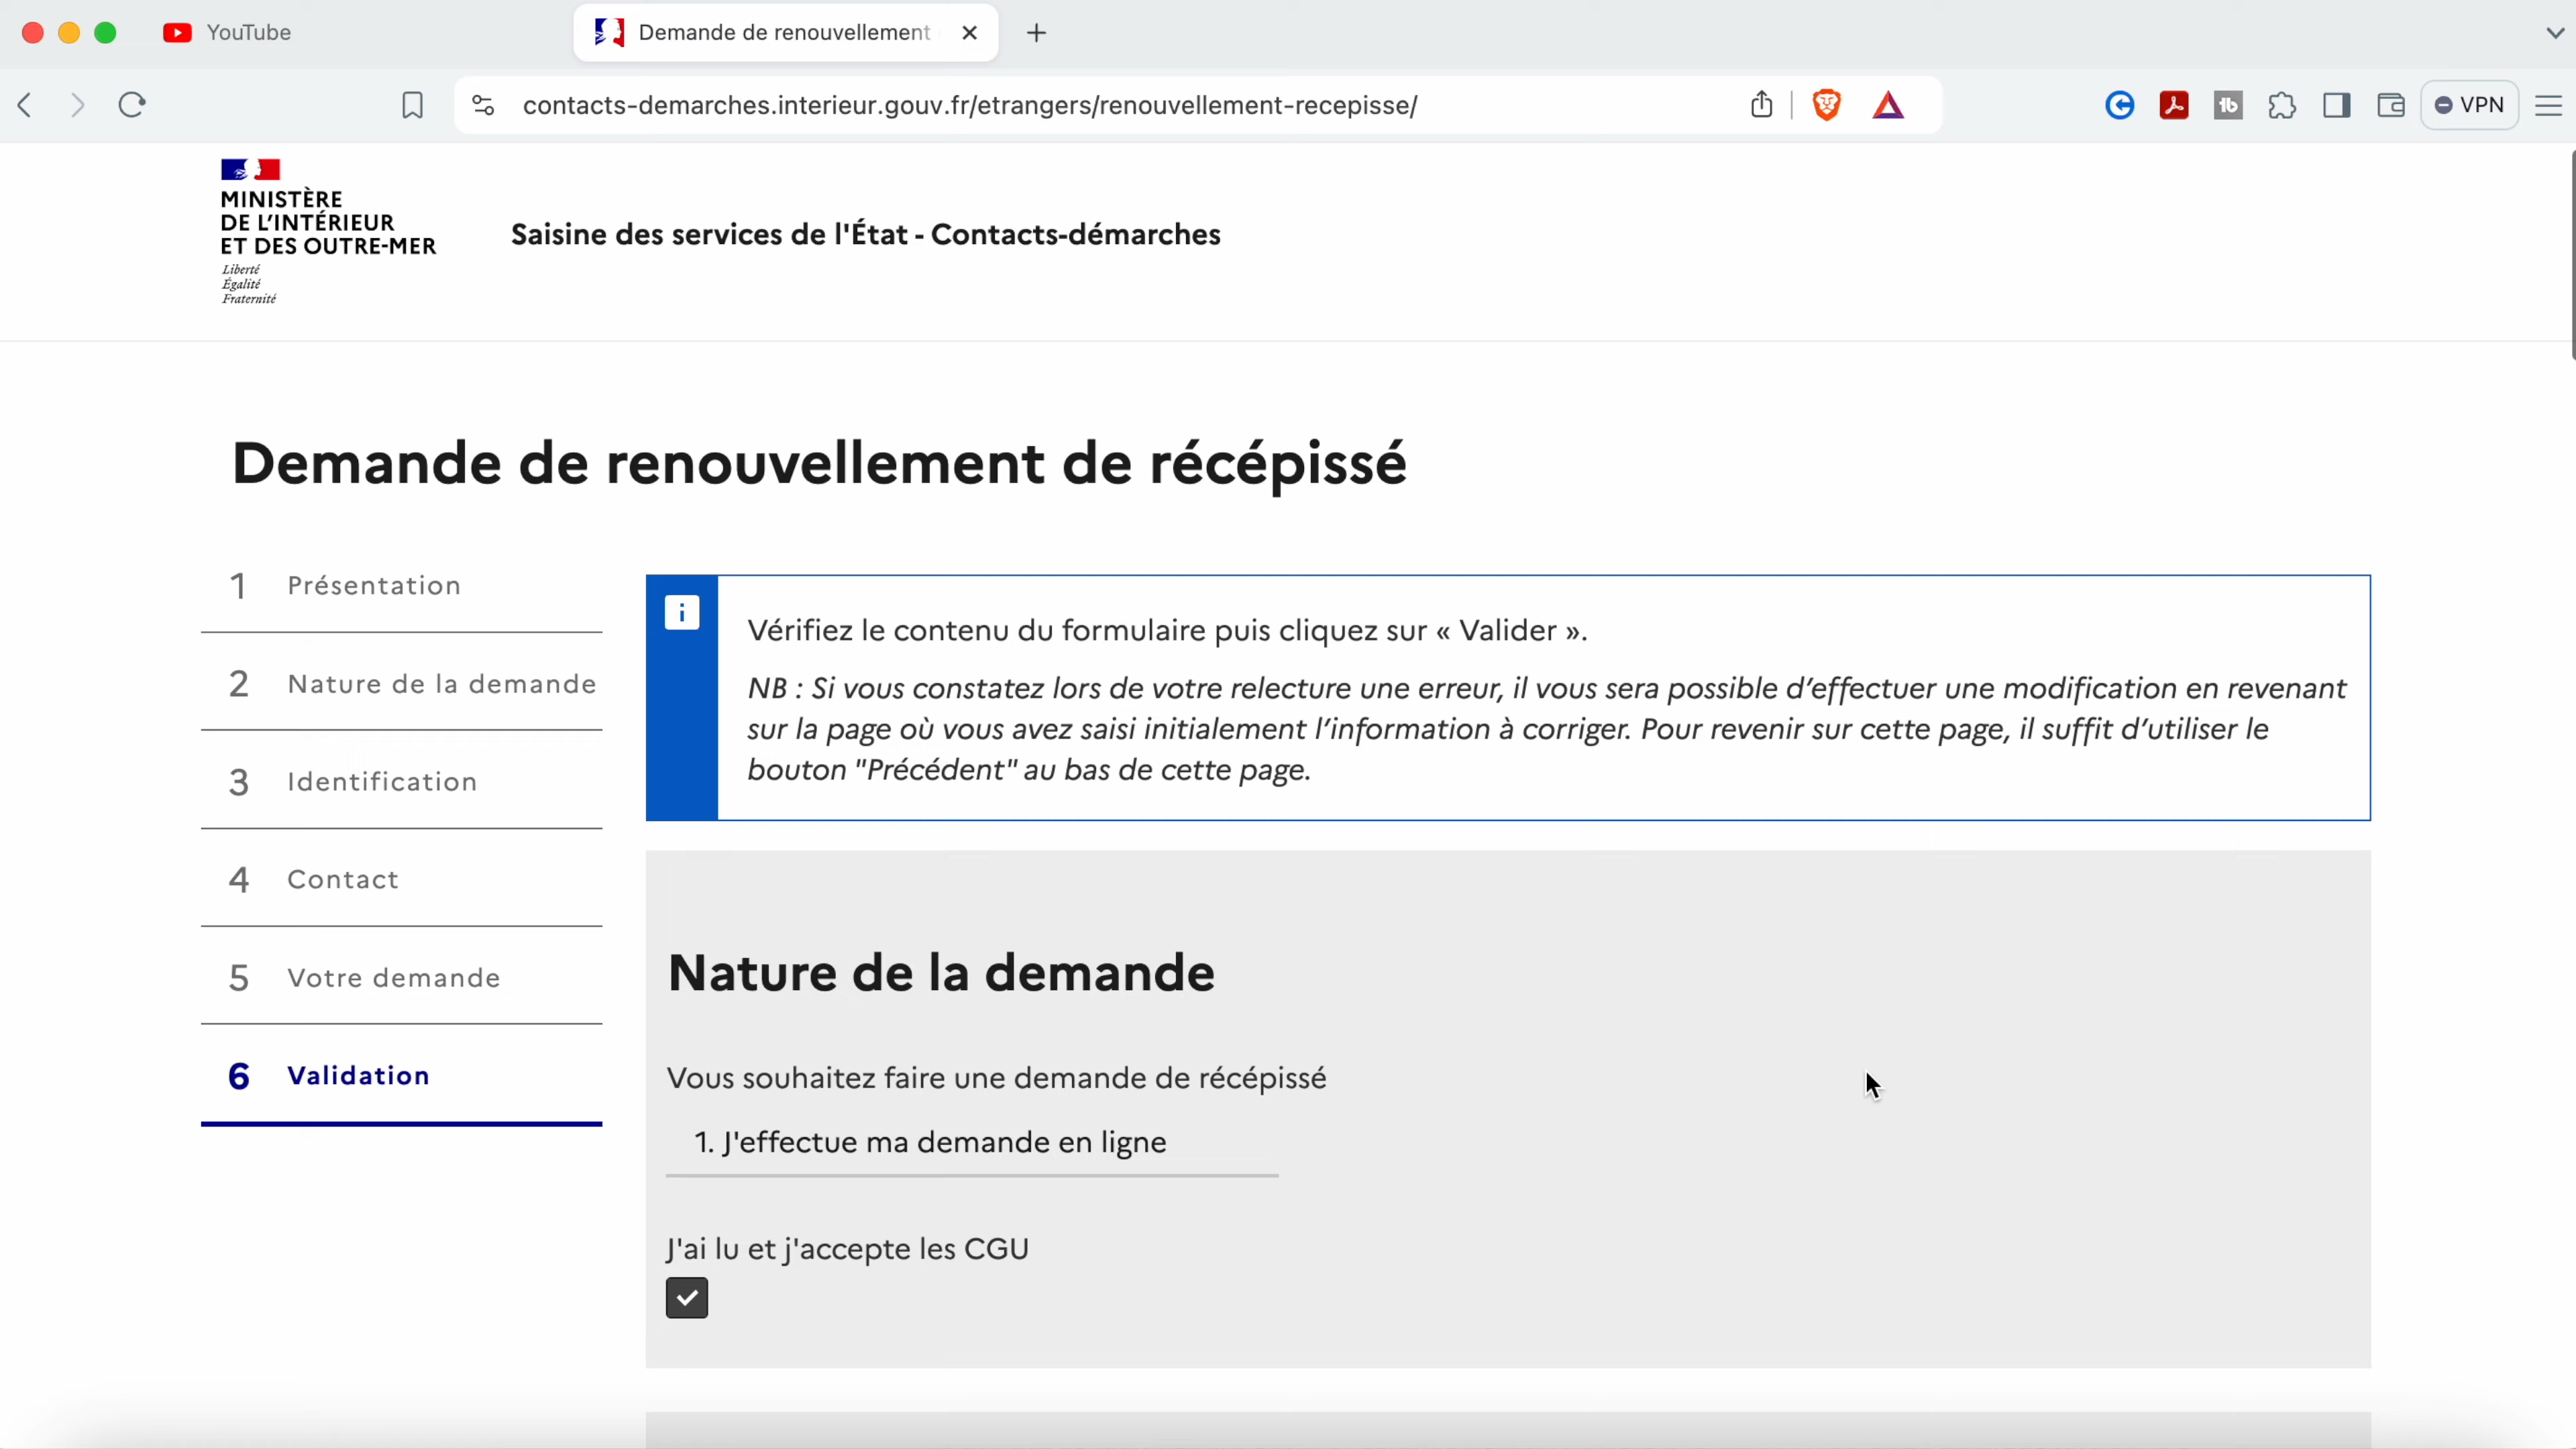 YouTube
Demande de renouvellement
contacts-demarches.interieur.gouv.fr/etrangers/renouvellement-recepisse/
VPN
MINISTÈRE
DE L'INTÉRIEUR
ET DES OUTRE-MER
Liberté
Égalité
Fraternité
Saisine des services de l'État - Contacts-démarches
Demande de renouvellement de récépissé
1 Présentation
2 Nature de la demande
3 Identification
4 Contact
5 Votre demande
6 Validation
Vérifiez le contenu du formulaire puis cliquez sur « Valider ».
NB : Si vous constatez lors de votre relecture une erreur, il vous sera possible d’effectuer une modification en revenant
sur la page où vous avez saisi initialement l’information à corriger. Pour revenir sur cette page, il suffit d’utiliser le
bouton "Précédent" au bas de cette page.
Nature de la demande
Vous souhaitez faire une demande de récépissé
1. J'effectue ma demande en ligne
J'ai lu et j'accepte les CGU